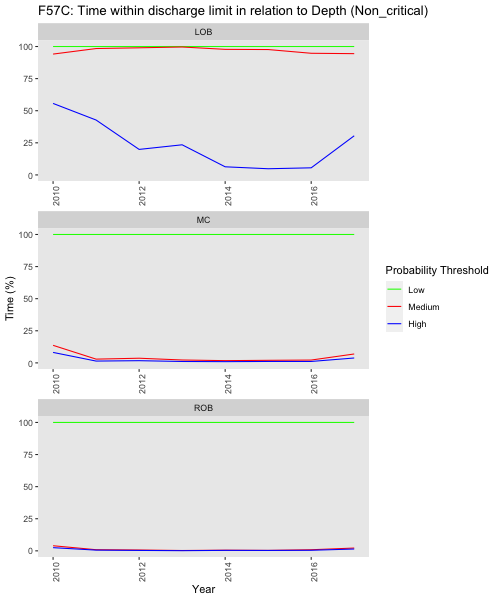 F57C: Time within discharge limit in relation to Depth (Non_critical)
LOB
100
75
50
25
0
2010
2012
2014
2016
MC
100
75
50
25
0
2010
2012
2014
2016
ROB
100
75
50
25
0
2010
2012
2014
2016
Time (%)
Year
Probability Threshold
Low
Medium
High